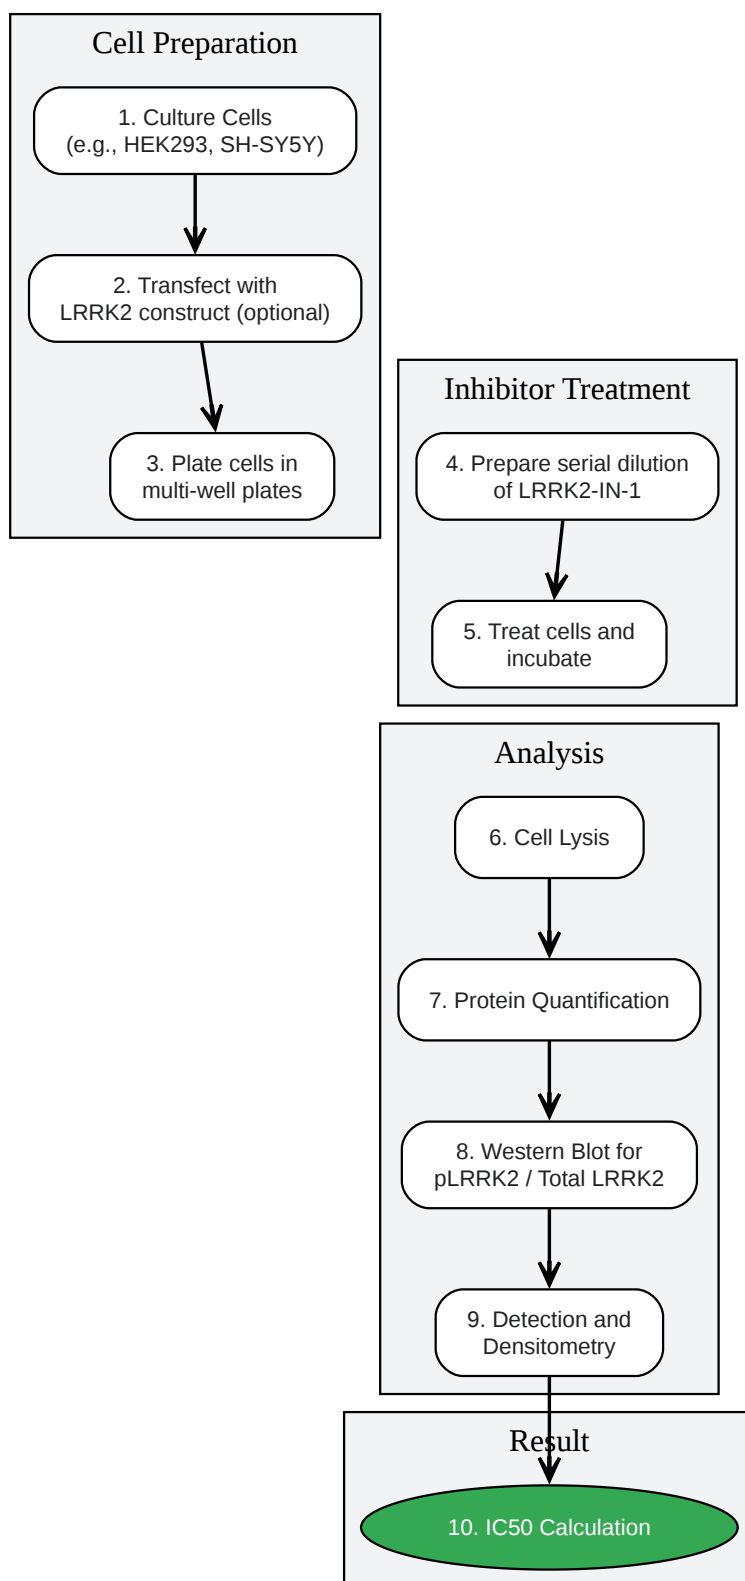 Cell Preparation
1. Culture Cells
(e.g., HEK293, SH-SY5Y)
2. Transfect with
LRRK2 construct (optional)
3. Plate cells in
multi-well plates
Inhibitor Treatment
4. Prepare serial dilution
of LRRK2-IN-1
5. Treat cells and
incubate
Analysis
6. Cell Lysis
7. Protein Quantification
8. Western Blot for
pLRRK2 / Total LRRK2
9. Detection and
Densitometry
Result
10. IC50 Calculation